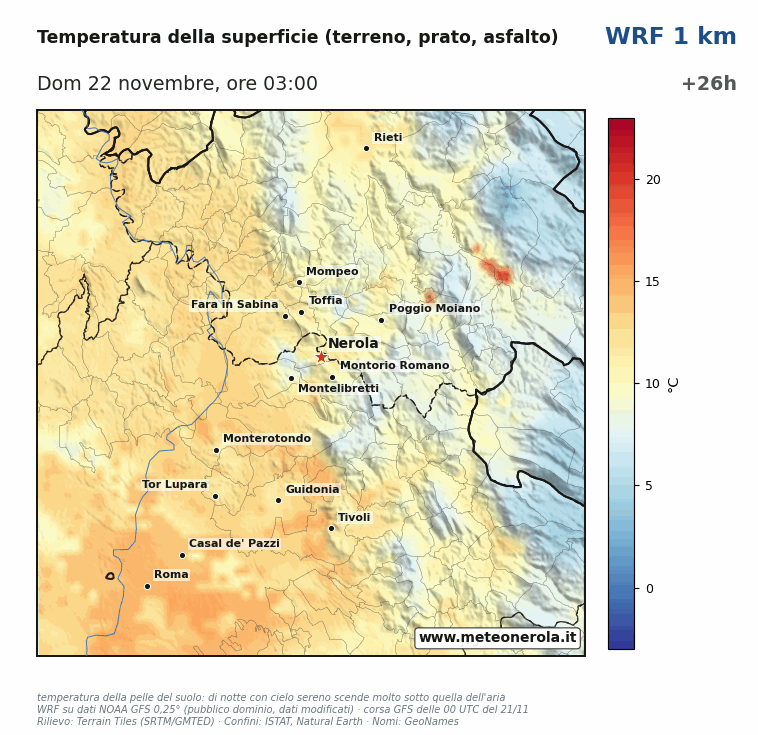 Temperatura della superficie (terreno, prato, asfalto)
WRF 1 km
Dom 22 novembre, ore 03:00
+26h
Rieti
Mompeo
Fara in Sabina
Toffia
Poggio Moiano
Nerola
Montorio Romano
Montelibretti
Monterotondo
Tor Lupara
Guidonia
Tivoli
Casal de' Pazzi
Roma
www.meteonerola.it
20
15
10
5
0
°C
temperatura della pelle del suolo: di notte con cielo sereno scende molto sotto quella dell'aria
WRF su dati NOAA GFS 0,25° (pubblico dominio, dati modificati) · corsa GFS delle 00 UTC del 21/11
Rilievo: Terrain Tiles (SRTM/GMTED) · Confini: ISTAT, Natural Earth · Nomi: GeoNames